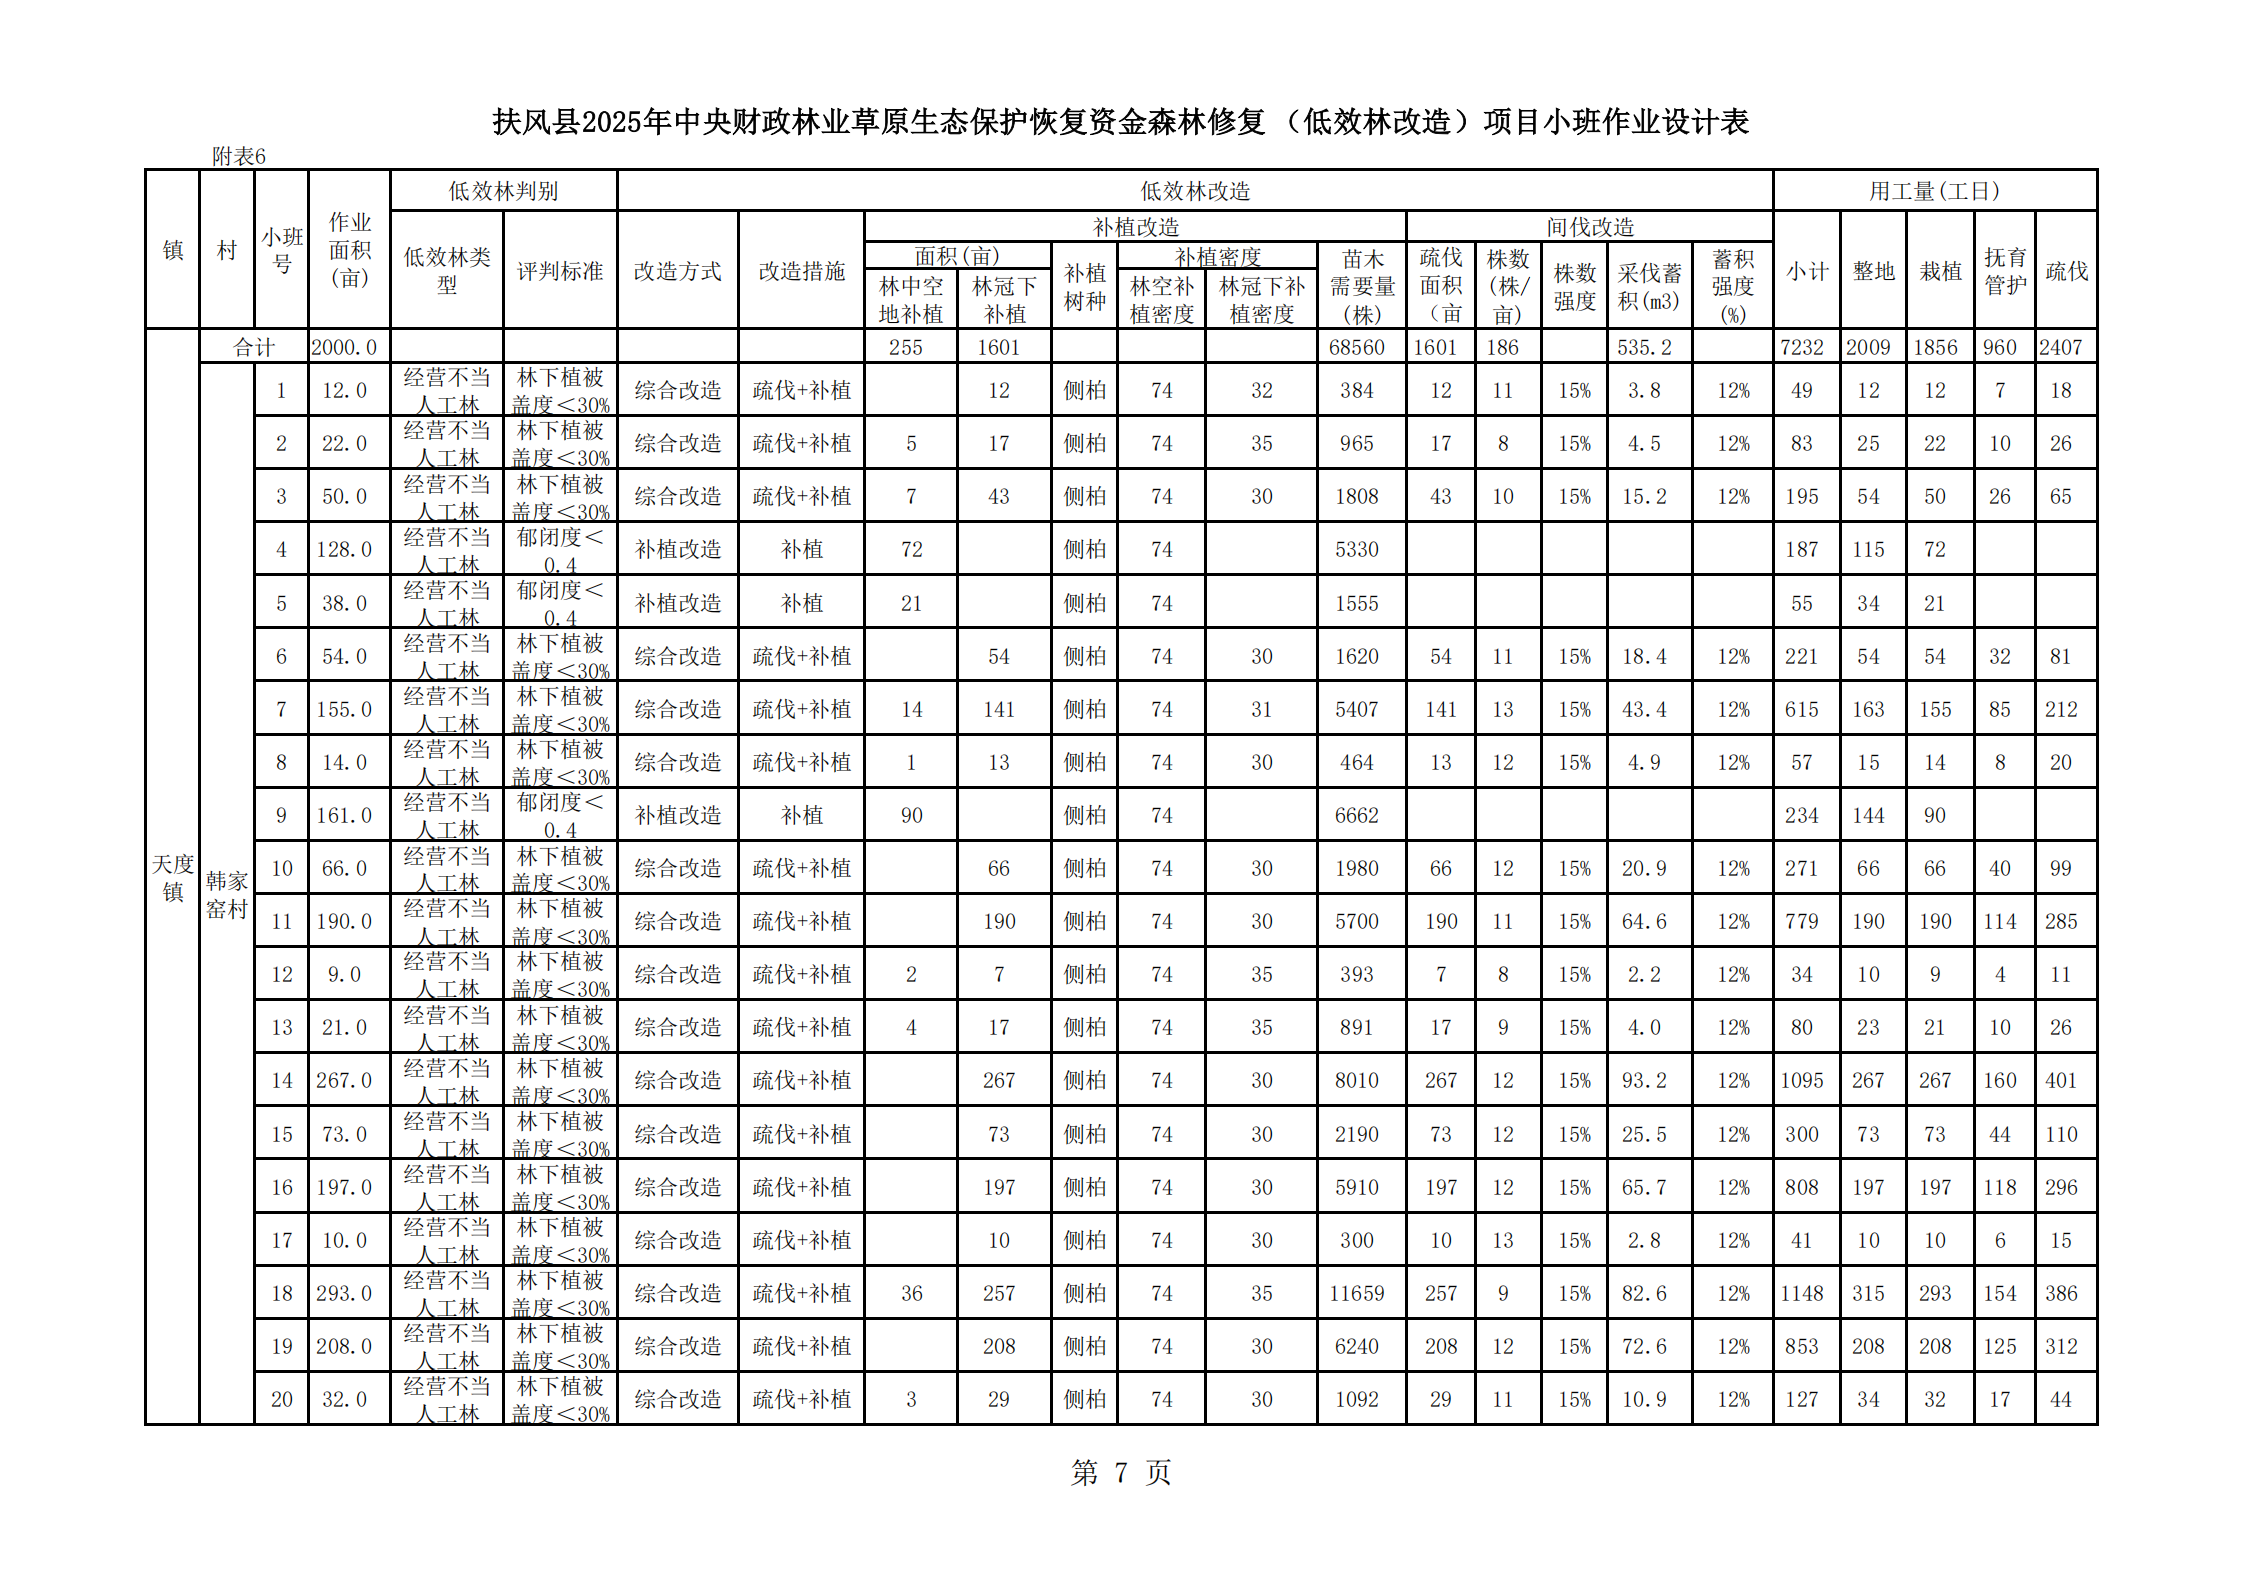 扶风县2025年中央财政林业草原生态保护恢复资金森林修复（低效林改造）项目小班作业设计表
附表6
镇 村 小班号 作业面积(亩) 低效林判别 低效林改造 用工量(工日)
低效林类型 评判标准 改造方式 改造措施 补植改造 间伐改造 小计 整地 栽植 抚育管护 疏伐
面积(亩) 补植树种 补植密度 苗木需要量(株) 疏伐面积（亩 株数(株/亩) 株数强度 采伐蓄积(m3) 蓄积强度(%)
林中空地补植 林冠下补植 林空补植密度 林冠下补植密度
天度镇 合计 2000.0 255 1601 68560 1601 186 535.2 7232 2009 1856 960 2407
韩家窑村
1 12.0 经营不当人工林 林下植被盖度＜30% 综合改造 疏伐+补植 12 侧柏 74 32 384 12 11 15% 3.8 12% 49 12 12 7 18
2 22.0 经营不当人工林 林下植被盖度＜30% 综合改造 疏伐+补植 5 17 侧柏 74 35 965 17 8 15% 4.5 12% 83 25 22 10 26
3 50.0 经营不当人工林 林下植被盖度＜30% 综合改造 疏伐+补植 7 43 侧柏 74 30 1808 43 10 15% 15.2 12% 195 54 50 26 65
4 128.0 经营不当人工林 郁闭度＜0.4 补植改造 补植 72 侧柏 74 5330 187 115 72
5 38.0 经营不当人工林 郁闭度＜0.4 补植改造 补植 21 侧柏 74 1555 55 34 21
6 54.0 经营不当人工林 林下植被盖度＜30% 综合改造 疏伐+补植 54 侧柏 74 30 1620 54 11 15% 18.4 12% 221 54 54 32 81
7 155.0 经营不当人工林 林下植被盖度＜30% 综合改造 疏伐+补植 14 141 侧柏 74 31 5407 141 13 15% 43.4 12% 615 163 155 85 212
8 14.0 经营不当人工林 林下植被盖度＜30% 综合改造 疏伐+补植 1 13 侧柏 74 30 464 13 12 15% 4.9 12% 57 15 14 8 20
9 161.0 经营不当人工林 郁闭度＜0.4 补植改造 补植 90 侧柏 74 6662 234 144 90
10 66.0 经营不当人工林 林下植被盖度＜30% 综合改造 疏伐+补植 66 侧柏 74 30 1980 66 12 15% 20.9 12% 271 66 66 40 99
11 190.0 经营不当人工林 林下植被盖度＜30% 综合改造 疏伐+补植 190 侧柏 74 30 5700 190 11 15% 64.6 12% 779 190 190 114 285
12 9.0 经营不当人工林 林下植被盖度＜30% 综合改造 疏伐+补植 2 7 侧柏 74 35 393 7 8 15% 2.2 12% 34 10 9 4 11
13 21.0 经营不当人工林 林下植被盖度＜30% 综合改造 疏伐+补植 4 17 侧柏 74 35 891 17 9 15% 4.0 12% 80 23 21 10 26
14 267.0 经营不当人工林 林下植被盖度＜30% 综合改造 疏伐+补植 267 侧柏 74 30 8010 267 12 15% 93.2 12% 1095 267 267 160 401
15 73.0 经营不当人工林 林下植被盖度＜30% 综合改造 疏伐+补植 73 侧柏 74 30 2190 73 12 15% 25.5 12% 300 73 73 44 110
16 197.0 经营不当人工林 林下植被盖度＜30% 综合改造 疏伐+补植 197 侧柏 74 30 5910 197 12 15% 65.7 12% 808 197 197 118 296
17 10.0 经营不当人工林 林下植被盖度＜30% 综合改造 疏伐+补植 10 侧柏 74 30 300 10 13 15% 2.8 12% 41 10 10 6 15
18 293.0 经营不当人工林 林下植被盖度＜30% 综合改造 疏伐+补植 36 257 侧柏 74 35 11659 257 9 15% 82.6 12% 1148 315 293 154 386
19 208.0 经营不当人工林 林下植被盖度＜30% 综合改造 疏伐+补植 208 侧柏 74 30 6240 208 12 15% 72.6 12% 853 208 208 125 312
20 32.0 经营不当人工林 林下植被盖度＜30% 综合改造 疏伐+补植 3 29 侧柏 74 30 1092 29 11 15% 10.9 12% 127 34 32 17 44
第 7 页